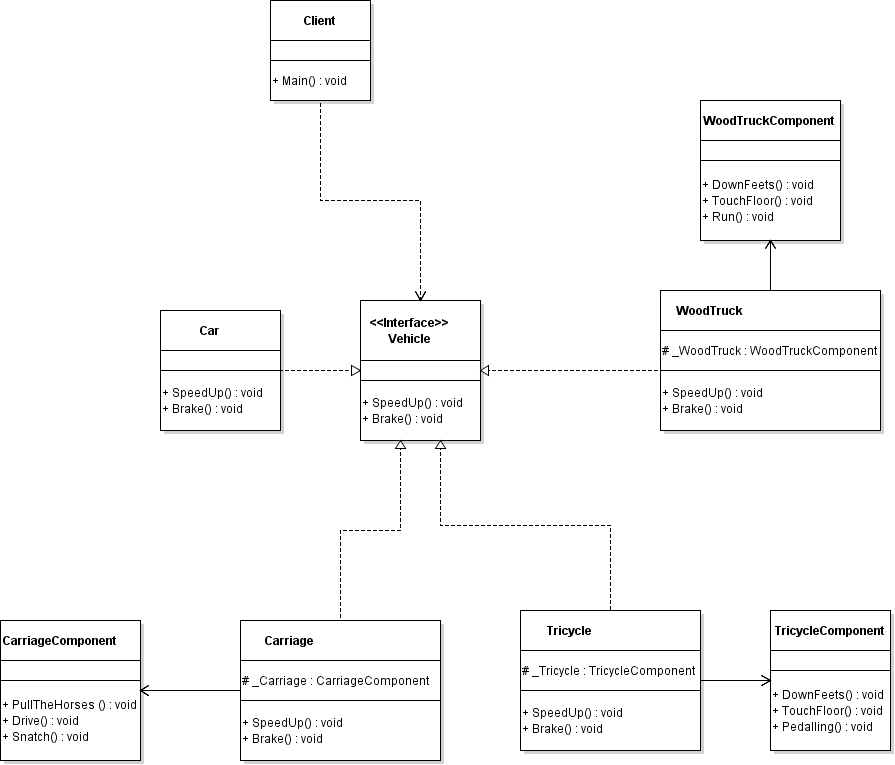 Client
+ Main() : void
WoodTruckComponent
+ DownFeets() : void
+ TouchFloor() : void
+ Run() : void
<<Interface>>
Vehicle
+ SpeedUp() : void
+ Brake() : void
Car
+ SpeedUp() : void
+ Brake() : void
WoodTruck
# _WoodTruck : WoodTruckComponent
+ SpeedUp() : void
+ Brake() : void
CarriageComponent
+ PullTheHorses () : void
+ Drive() : void
+ Snatch() : void
Carriage
# _Carriage : CarriageComponent
+ SpeedUp() : void
+ Brake() : void
Tricycle
# _Tricycle : TricycleComponent
+ SpeedUp() : void
+ Brake() : void
TricycleComponent
+ DownFeets() : void
+ TouchFloor() : void
+ Pedalling() : void